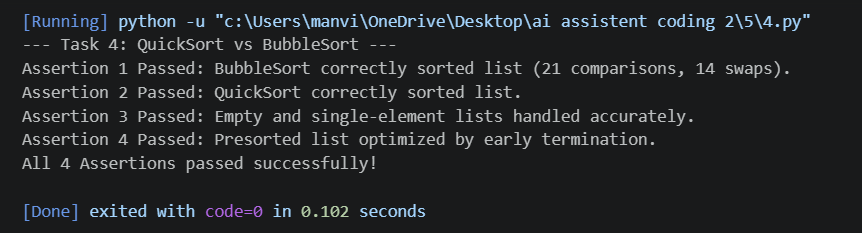 [Running] python -u "c:\Users\manvi\OneDrive\Desktop\ai assistent coding 2\5\4.py"
--- Task 4: QuickSort vs BubbleSort ---
Assertion 1 Passed: BubbleSort correctly sorted list (21 comparisons, 14 swaps).
Assertion 2 Passed: QuickSort correctly sorted list.
Assertion 3 Passed: Empty and single-element lists handled accurately.
Assertion 4 Passed: Presorted list optimized by early termination.
All 4 Assertions passed successfully!
[Done] exited with code=0 in 0.102 seconds